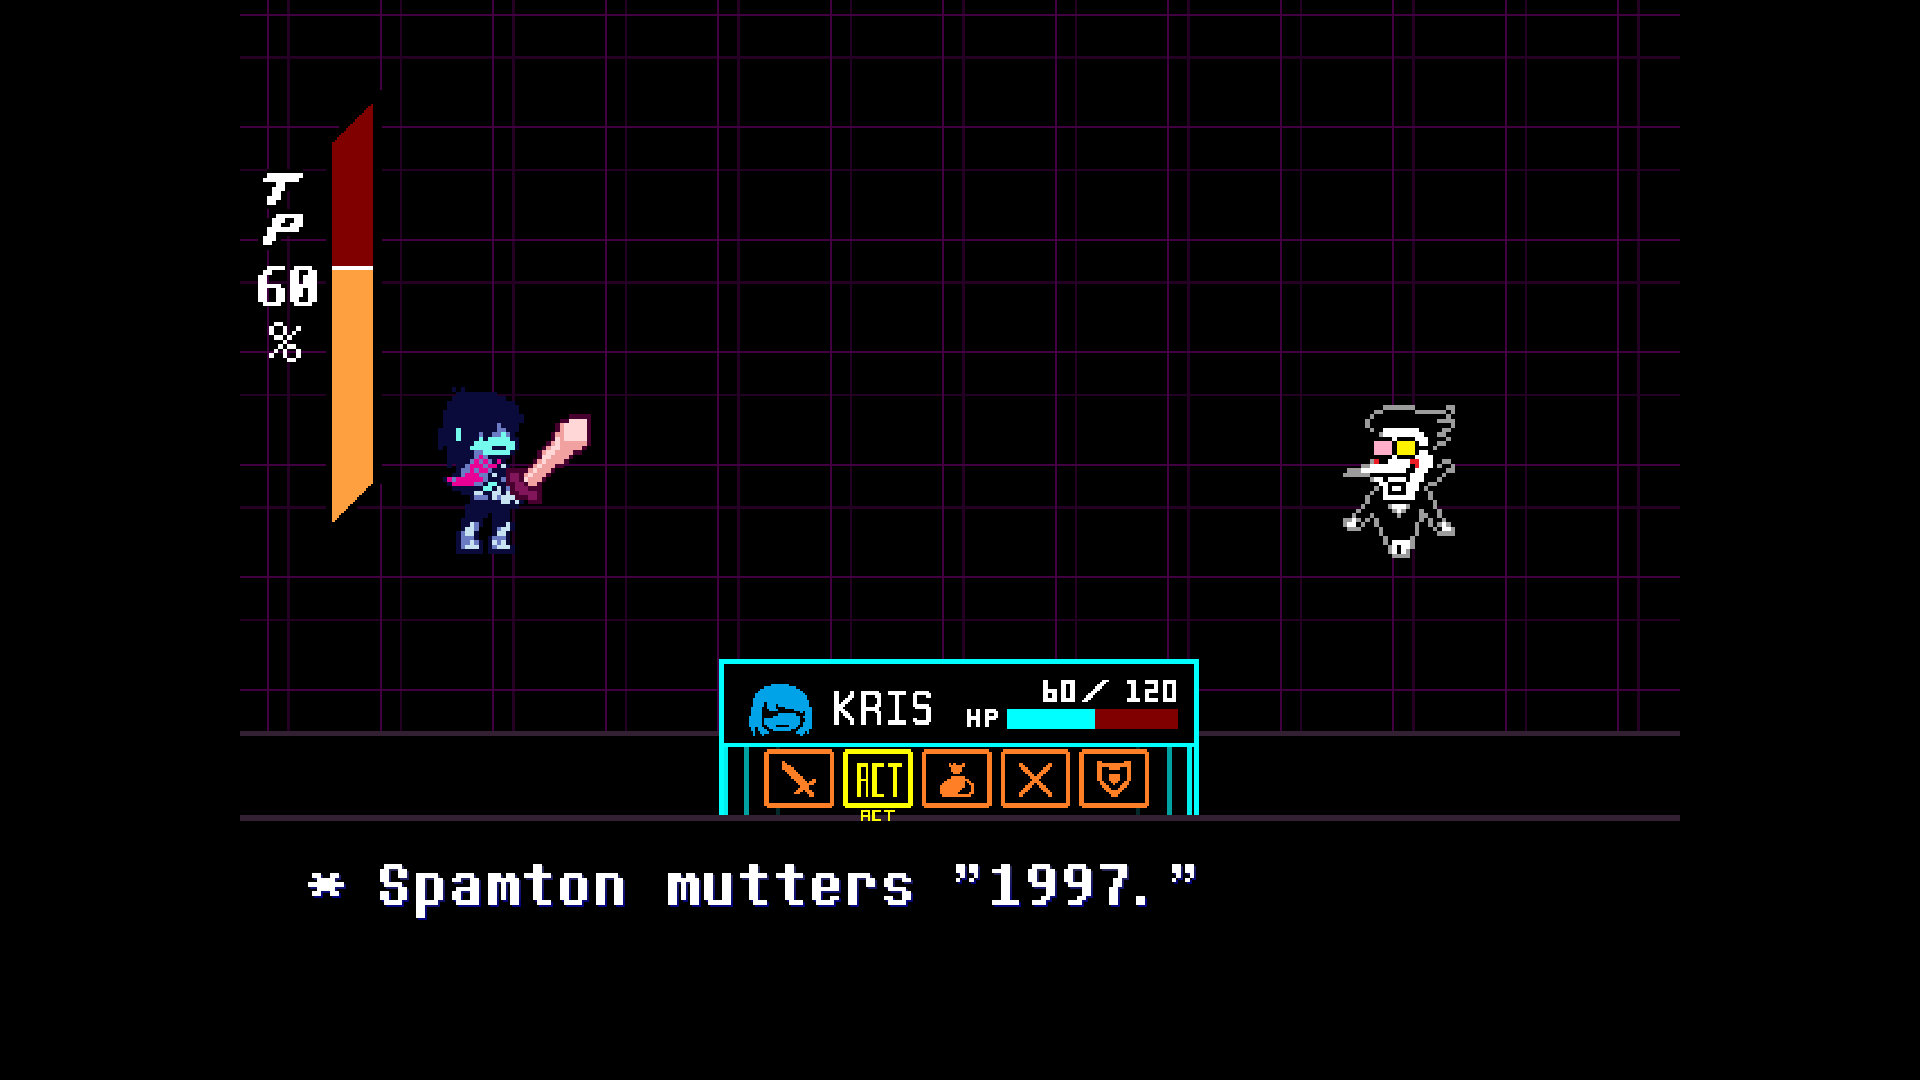 T
P
60
%
KRIS
60/ 120
HP
ACT
ACT
* Spamton mutters "1997."